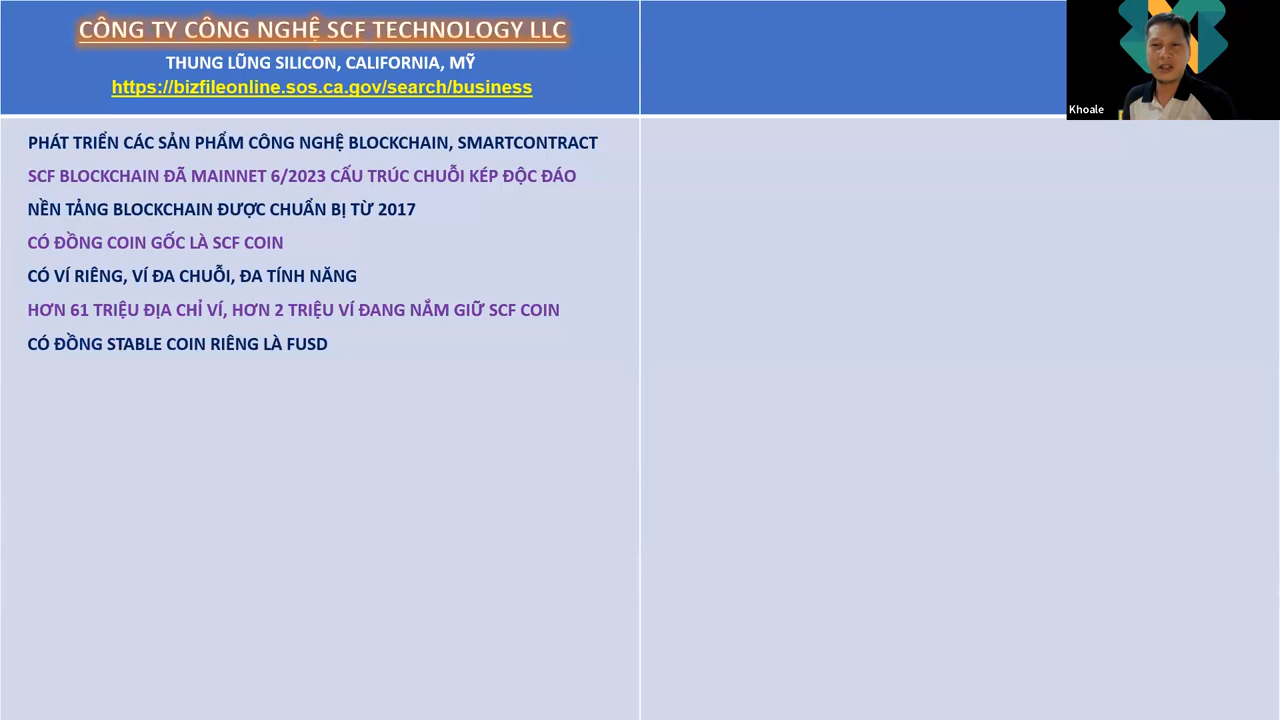 CÔNG TY CÔNG NGHỆ SCF TECHNOLOGY LLC
THUNG LŨNG SILICON, CALIFORNIA, MỸ
https://bizfileonline.sos.ca.gov/search/business
Khoale
PHÁT TRIỂN CÁC SẢN PHẨM CÔNG NGHỆ BLOCKCHAIN, SMARTCONTRACT
SCF BLOCKCHAIN ĐÃ MAINNET 6/2023 CẤU TRÚC CHUỖI KÉP ĐỘC ĐÁO
NỀN TẢNG BLOCKCHAIN ĐƯỢC CHUẨN BỊ TỪ 2017
CÓ ĐỒNG COIN GỐC LÀ SCF COIN
CÓ VÍ RIÊNG, VÍ ĐA CHUỖI, ĐA TÍNH NĂNG
HƠN 61 TRIỆU ĐỊA CHỈ VÍ, HƠN 2 TRIỆU VÍ ĐANG NẮM GIỮ SCF COIN
CÓ ĐỒNG STABLE COIN RIÊNG LÀ FUSD